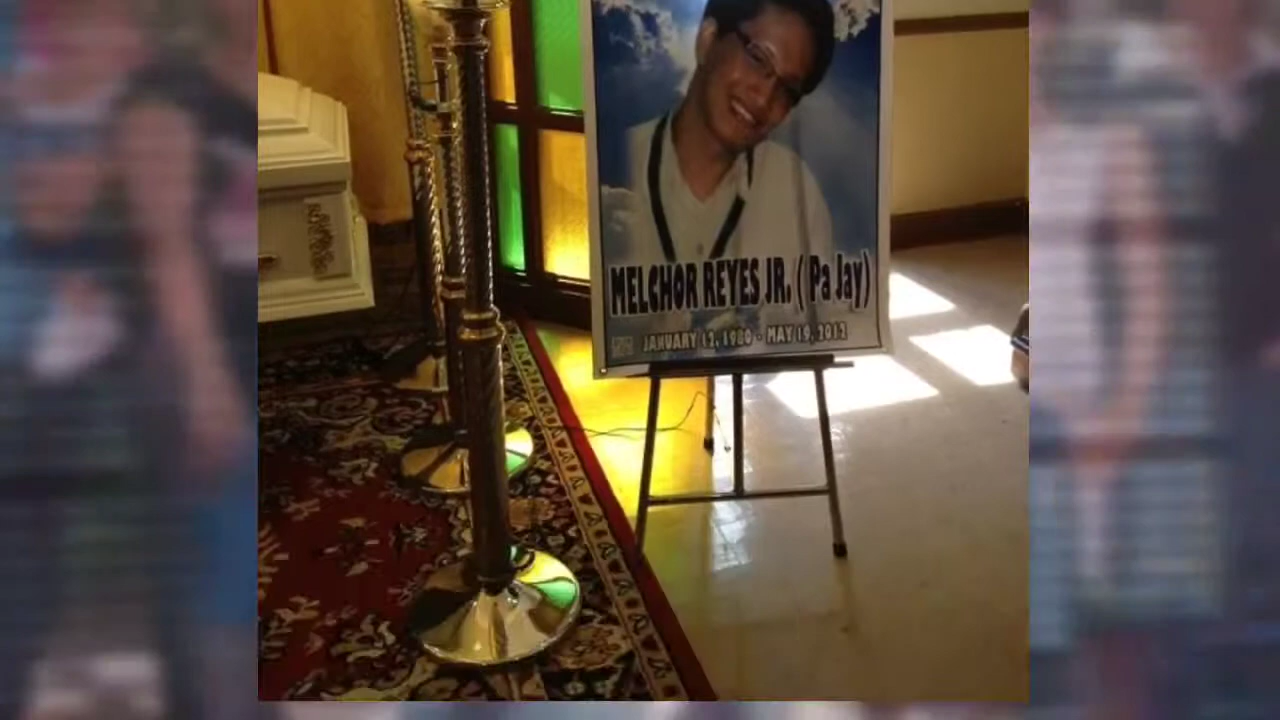 MELCHOR REYES JR. ( Pa Jay)
JANUARY 12, 1980 - MAY 19, 2012